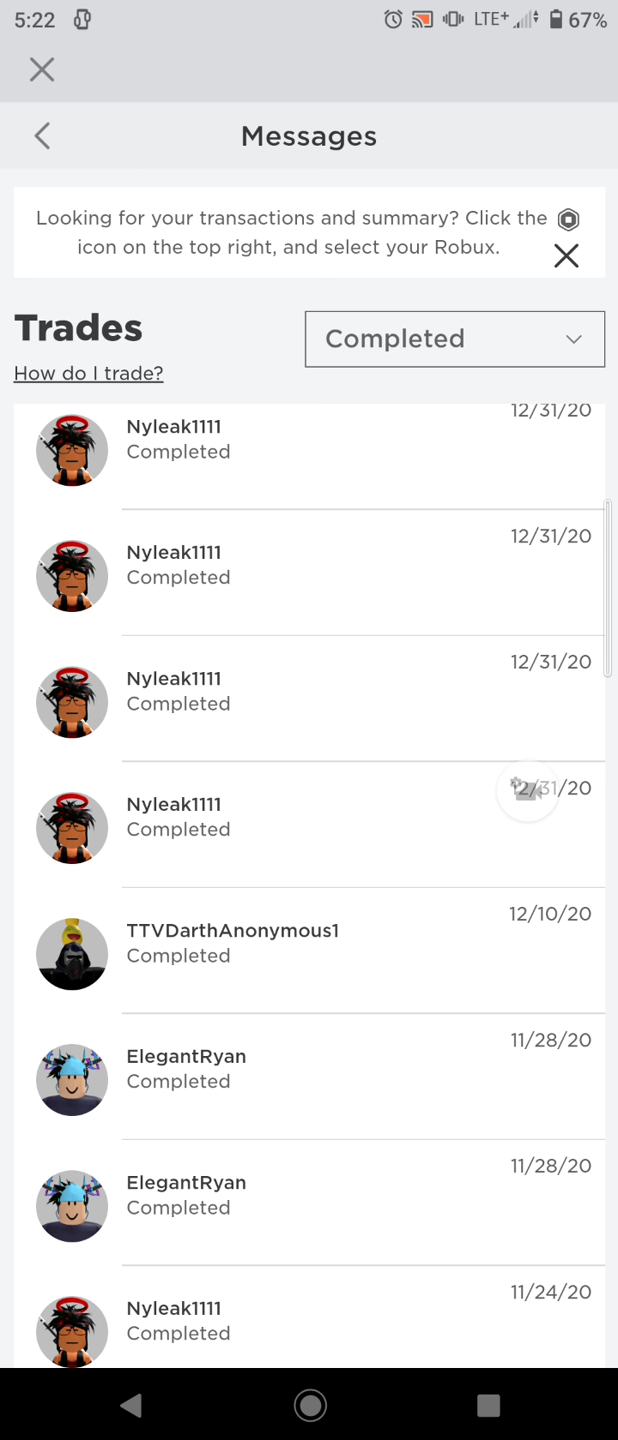 5:22
LTE+
67%
Messages
Looking for your transactions and summary? Click the
icon on the top right, and select your Robux.
Trades
Completed
How do I trade?
12/31/20
Nyleak1111
Completed
12/31/20
Nyleak1111
Completed
12/31/20
Nyleak1111
Completed
12/31/20
Nyleak1111
Completed
12/10/20
TTVDarthAnonymous1
Completed
11/28/20
ElegantRyan
Completed
11/28/20
ElegantRyan
Completed
11/24/20
Nyleak1111
Completed